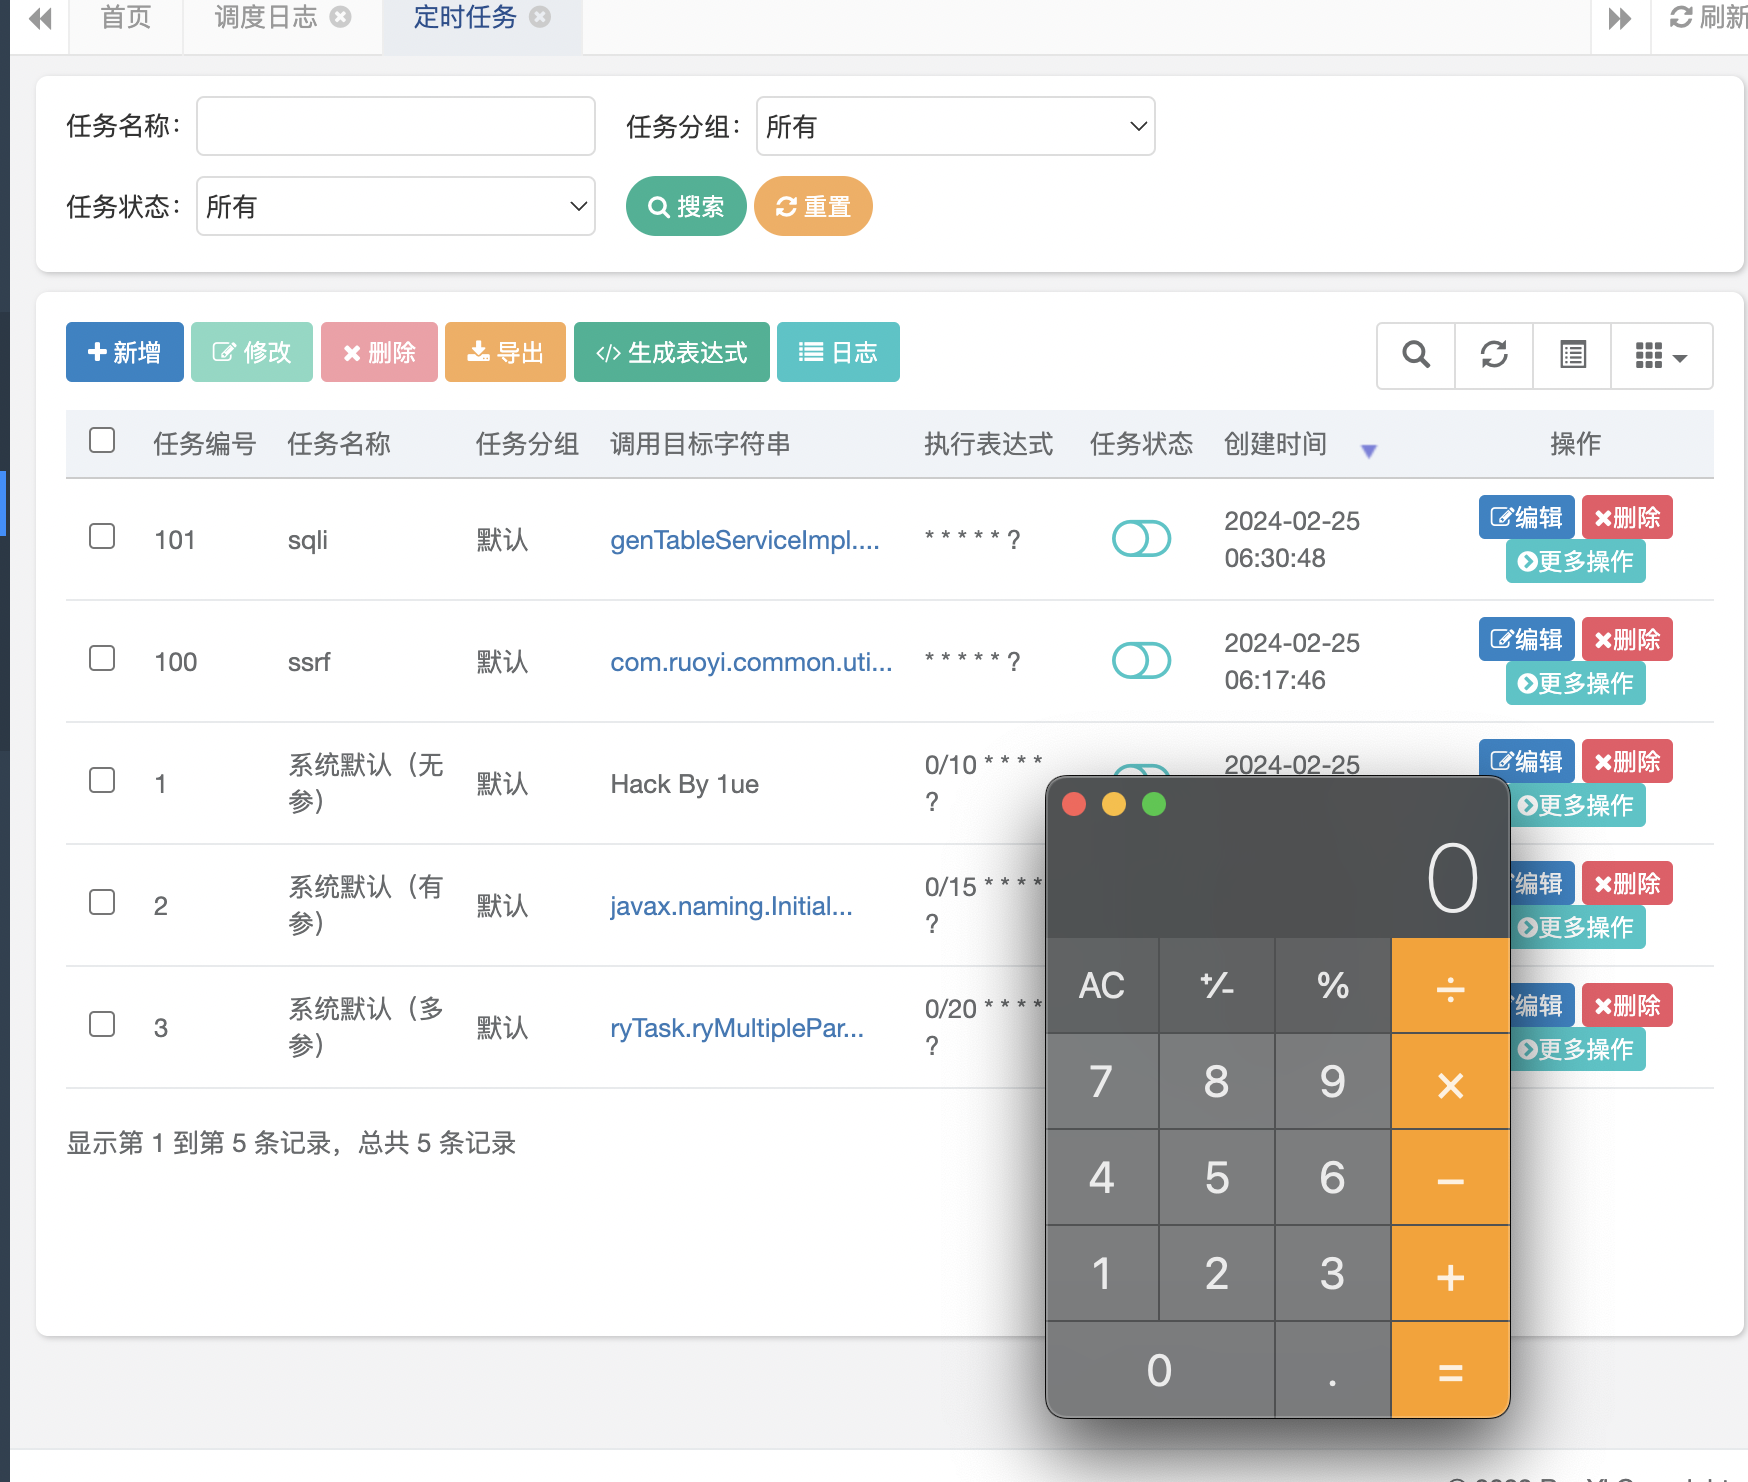 首页 调度日志 定时任务 刷新
任务名称： 任务分组： 所有
任务状态： 所有 搜索 重置
新增 修改 删除 导出 生成表达式 日志
任务编号 任务名称 任务分组 调用目标字符串 执行表达式 任务状态 创建时间 操作
101 sqli 默认 genTableServiceImpl.... * * * * * ? 2024-02-25 06:30:48 编辑 删除 更多操作
100 ssrf 默认 com.ruoyi.common.uti... * * * * * ? 2024-02-25 06:17:46 编辑 删除 更多操作
1 系统默认（无参） 默认 Hack By 1ue 0/10 * * * * ? 2024-02-25 编辑 删除 更多操作
2 系统默认（有参） 默认 javax.naming.Initial... 0/15 * * * * ? 编辑 删除 更多操作
3 系统默认（多参） 默认 ryTask.ryMultiplePar... 0/20 * * * * ? 编辑 删除 更多操作
显示第 1 到第 5 条记录，总共 5 条记录
0
AC +/- % ÷
7 8 9 ×
4 5 6 −
1 2 3 +
0 . =